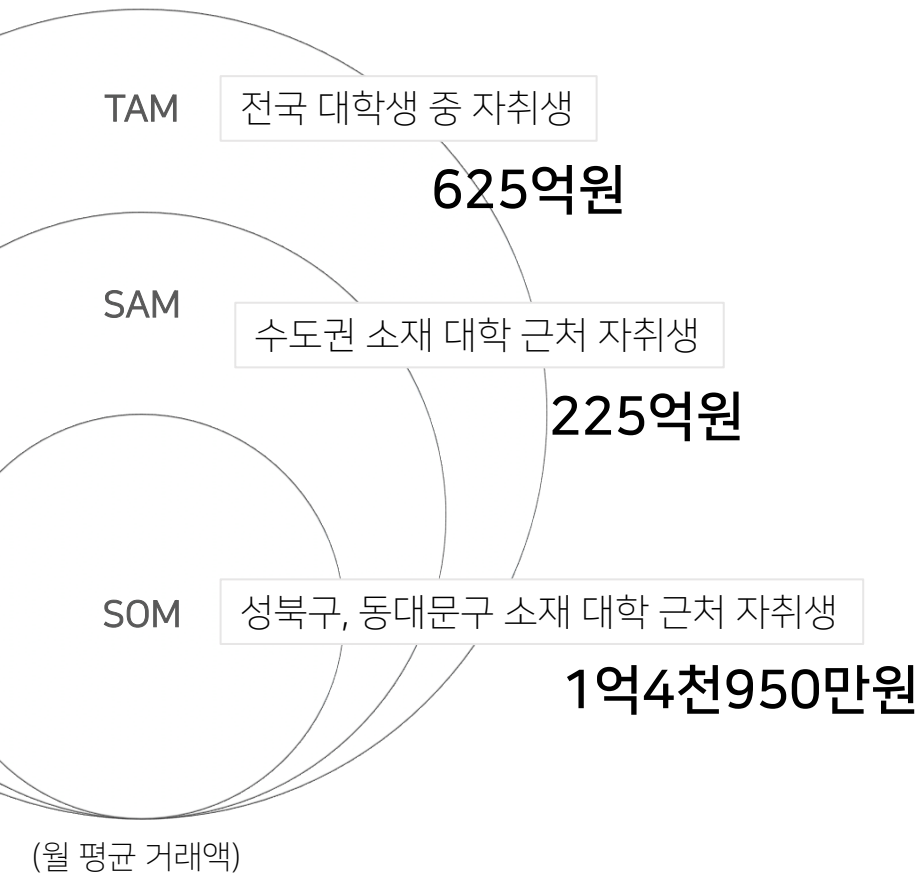 TAM
전국 대학생 중 자취생
625억원
SAM
수도권 소재 대학 근처 자취생
225억원
SOM
성북구, 동대문구 소재 대학 근처 자취생
1억4천950만원
(월 평균 거래액)